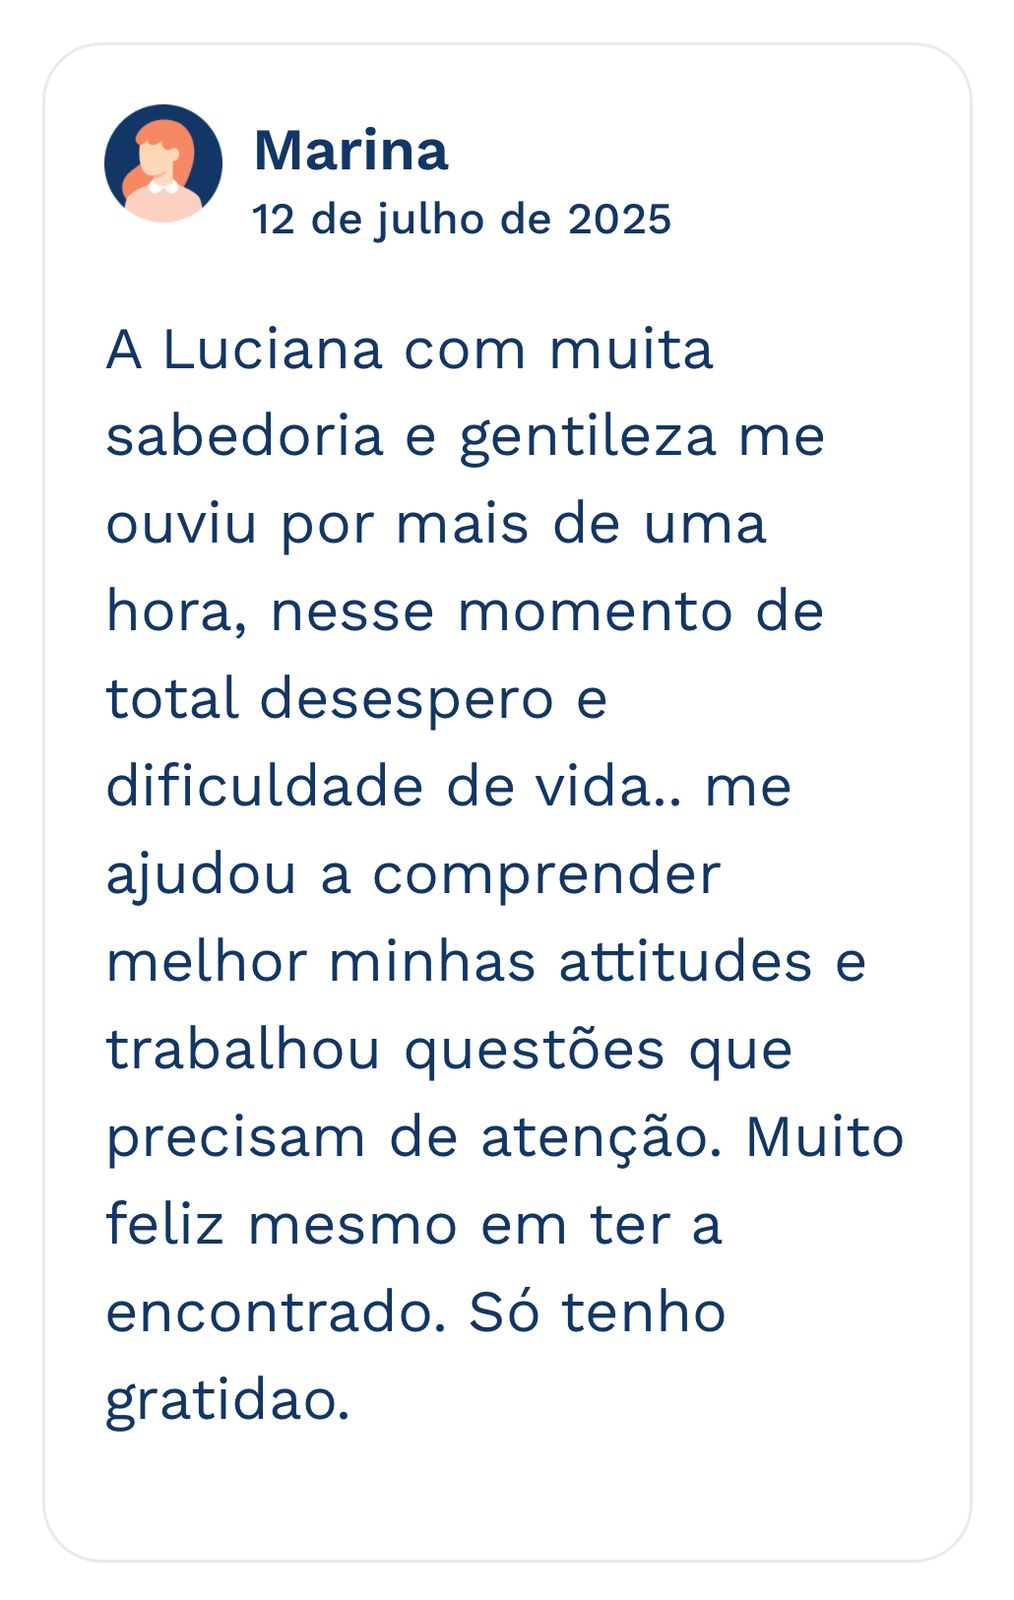 Marina
12 de julho de 2025
A Luciana com muita
sabedoria e gentileza me
ouviu por mais de uma
hora, nesse momento de
total desespero e
dificuldade de vida.. me
ajudou a comprender
melhor minhas attitudes e
trabalhou questões que
precisam de atenção. Muito
feliz mesmo em ter a
encontrado. Só tenho
gratidao.